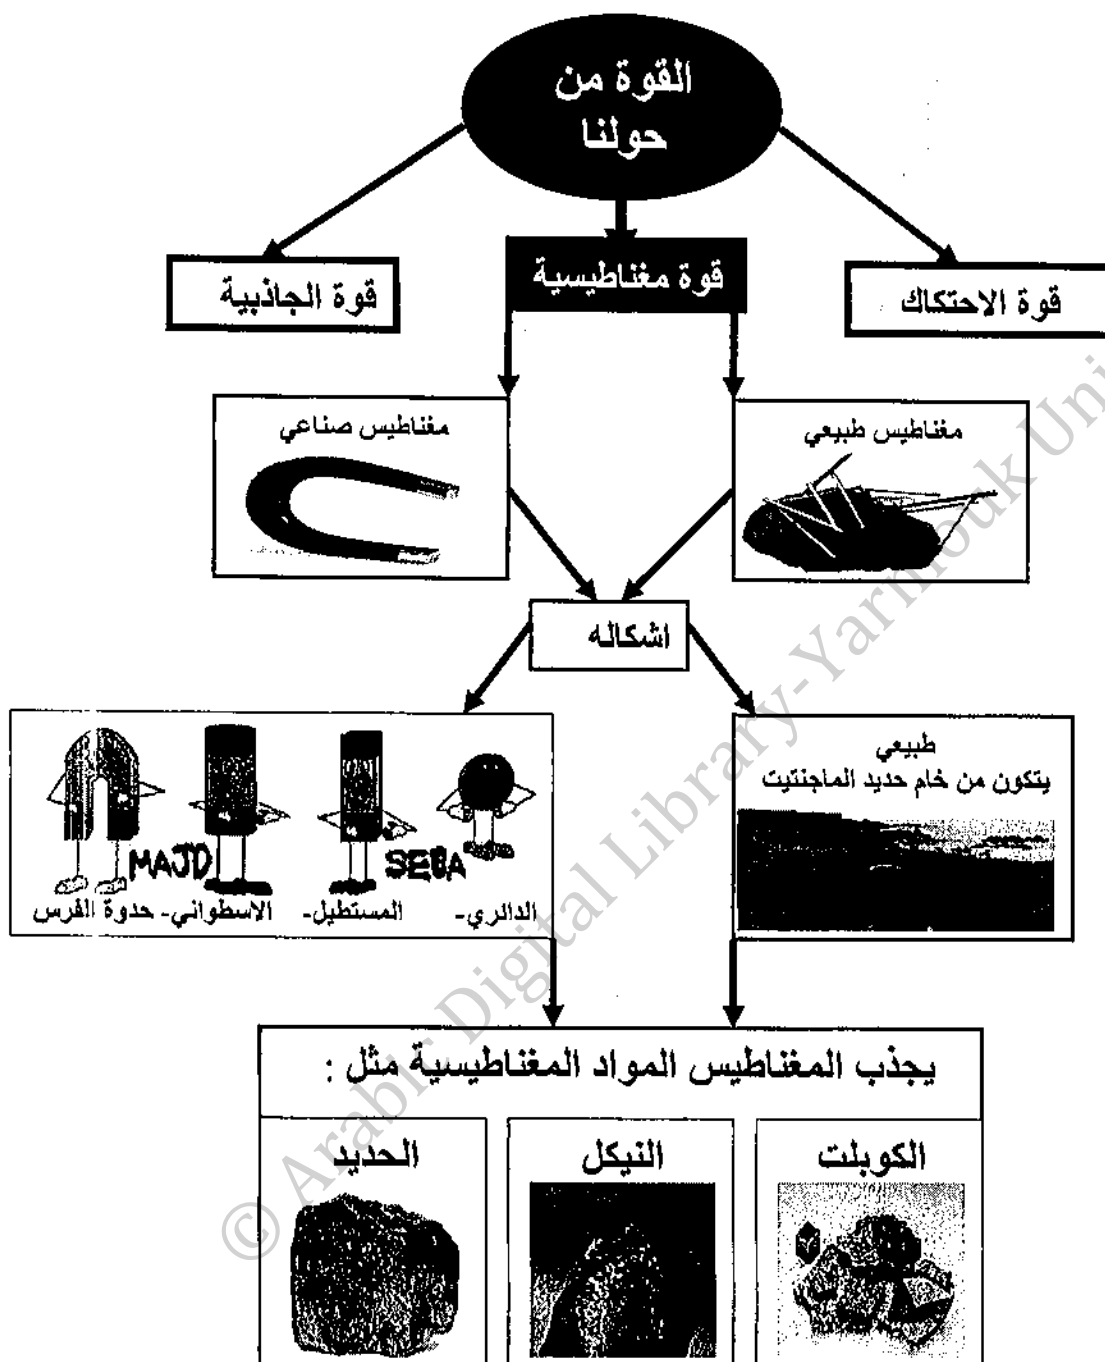 القوة من
حولنا
قوة الاحتكاك
قوة مغناطيسية
قوة الجاذبية
مغناطيس طبيعي
مغناطيس صناعي
اشكاله
طبيعي
يتكون من خام حديد الماجنتيت
MAJD
SEBA
الدائري-
المستطيل-
الاسطواني- حدوة الفرس
يجذب المغناطيس المواد المغناطيسية مثل :
الكوبلت
النيكل
الحديد
© Arabic Digital Library-Yarmouk Uni